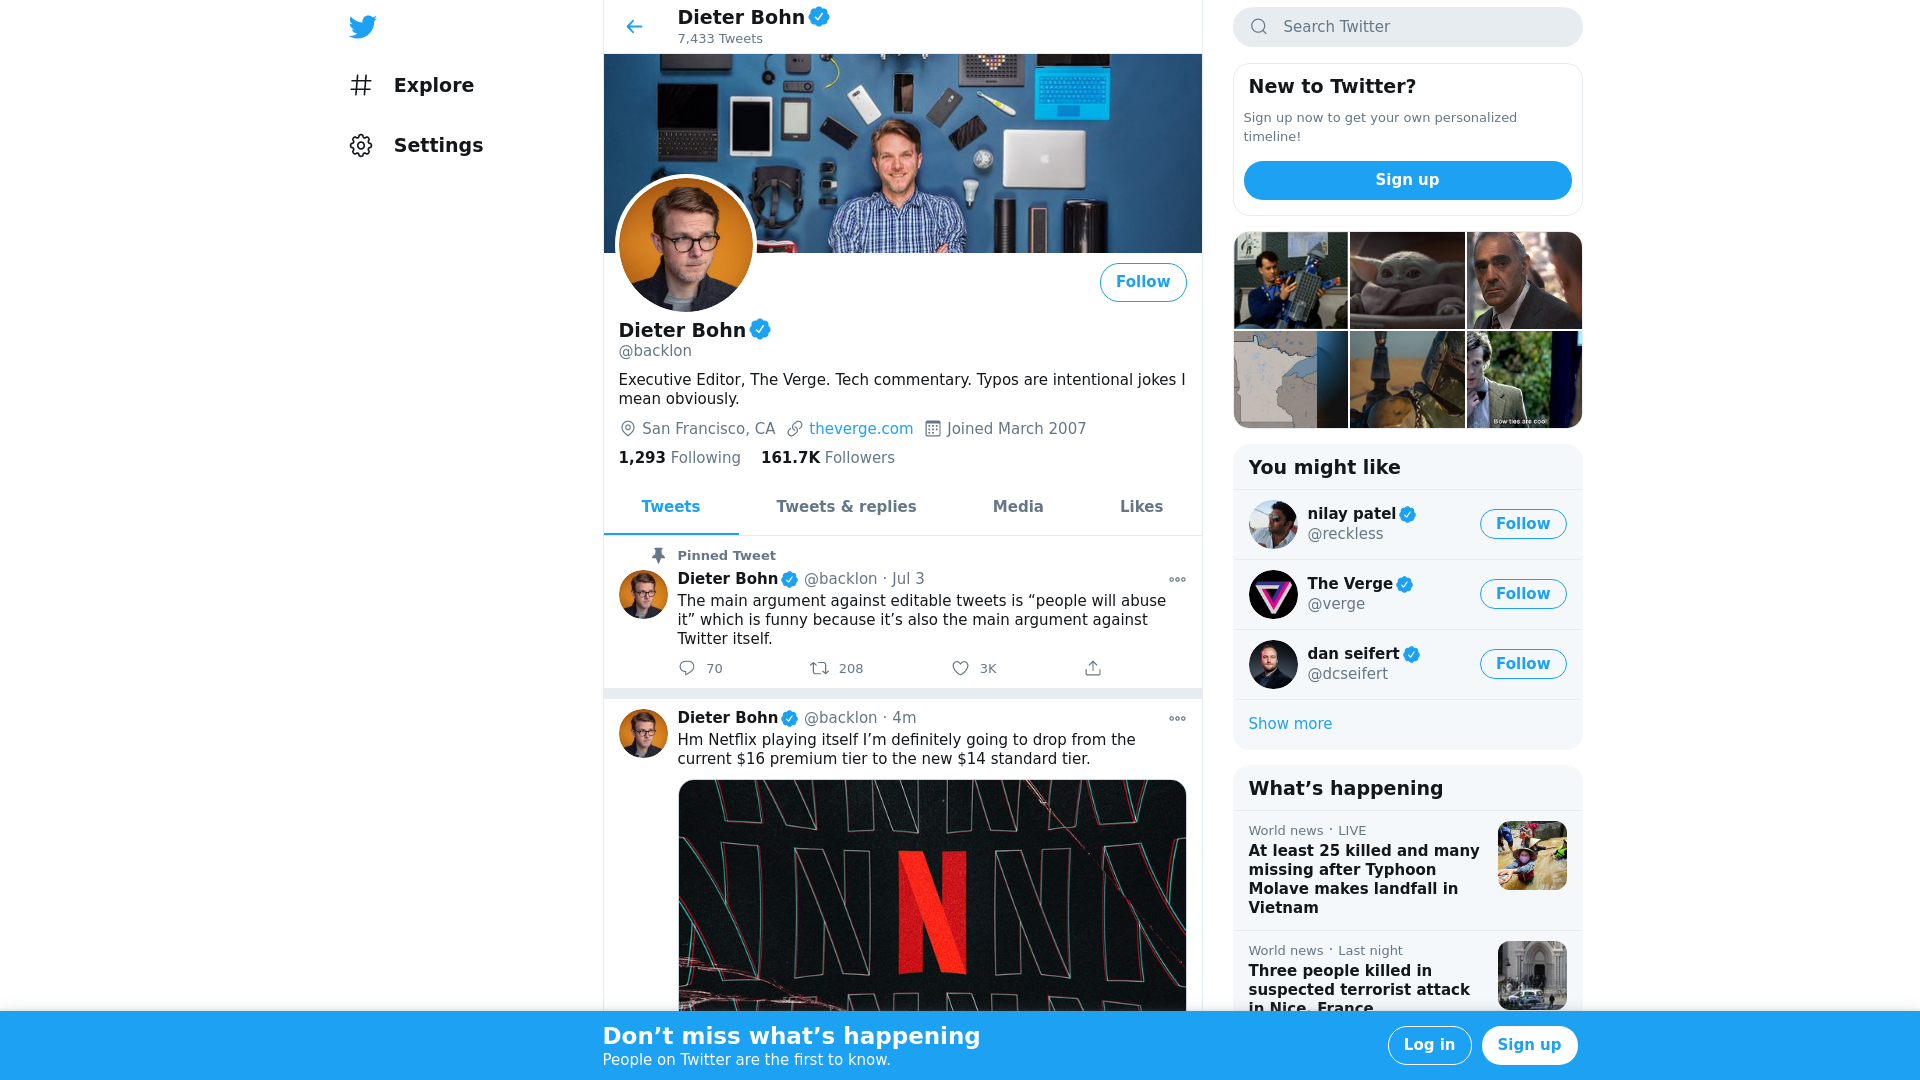 Explore
Settings
Dieter Bohn
7,433 Tweets
Follow
Dieter Bohn
@backlon
Executive Editor, The Verge. Tech commentary. Typos are intentional jokes I
mean obviously.
San Francisco, CA theverge.com Joined March 2007
1,293 Following 161.7K Followers
Tweets Tweets & replies Media Likes
Pinned Tweet
Dieter Bohn @backlon · Jul 3
The main argument against editable tweets is “people will abuse
it” which is funny because it’s also the main argument against
Twitter itself.
70 208 3K
Dieter Bohn @backlon · 4m
Hm Netflix playing itself I’m definitely going to drop from the
current $16 premium tier to the new $14 standard tier.
N
Search Twitter
New to Twitter?
Sign up now to get your own personalized
timeline!
Sign up
Bow ties are cool
You might like
nilay patel
@reckless
Follow
The Verge
@verge
Follow
dan seifert
@dcseifert
Follow
Show more
What’s happening
World news · LIVE
At least 25 killed and many
missing after Typhoon
Molave makes landfall in
Vietnam
World news · Last night
Three people killed in
suspected terrorist attack
in Nice, France
Don’t miss what’s happening
People on Twitter are the first to know.
Log in
Sign up